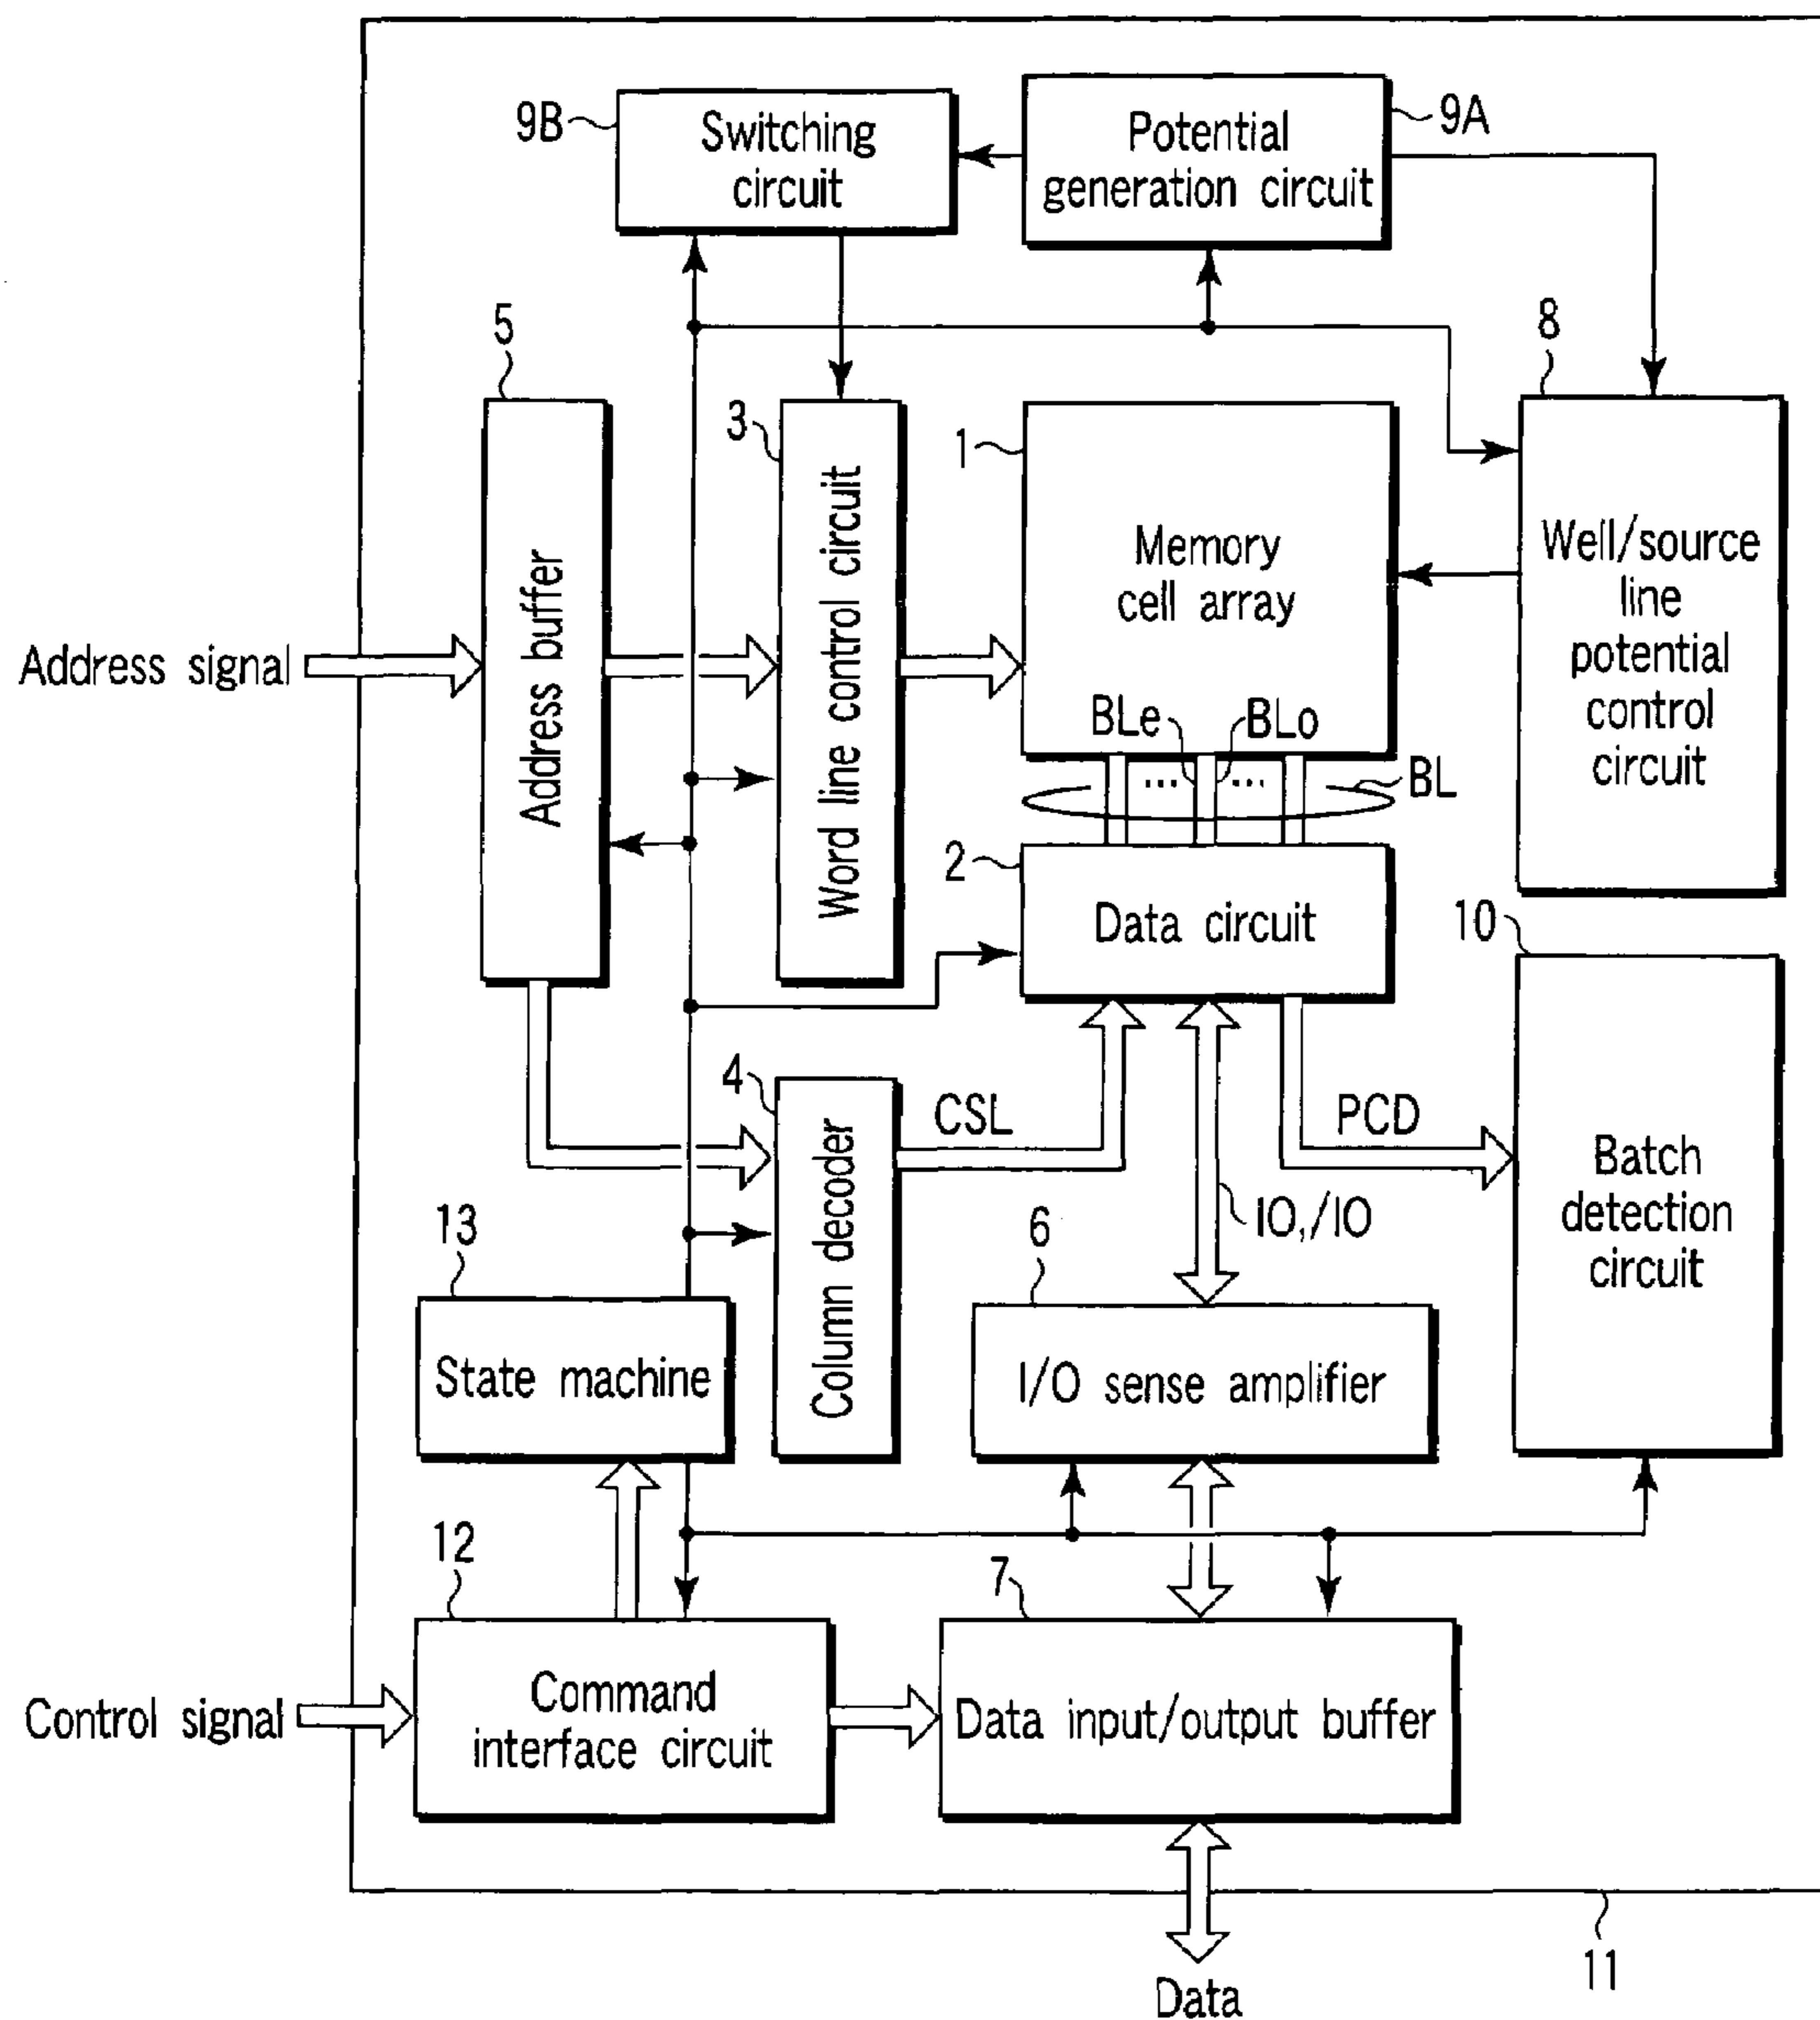 9B
Switching
circuit
Potential
generation circuit
9A
5
Address buffer
3
Word line control circuit
1
Memory
cell array
BLe
BLo
BL
8
Well/source
line
potential
control
circuit
Address signal
2
Data circuit
10
Batch
detection
circuit
4
Column decoder
CSL
PCD
IO,/IO
13
State machine
6
I/O sense amplifier
12
Command
interface circuit
7
Data input/output buffer
Control signal
Data
11